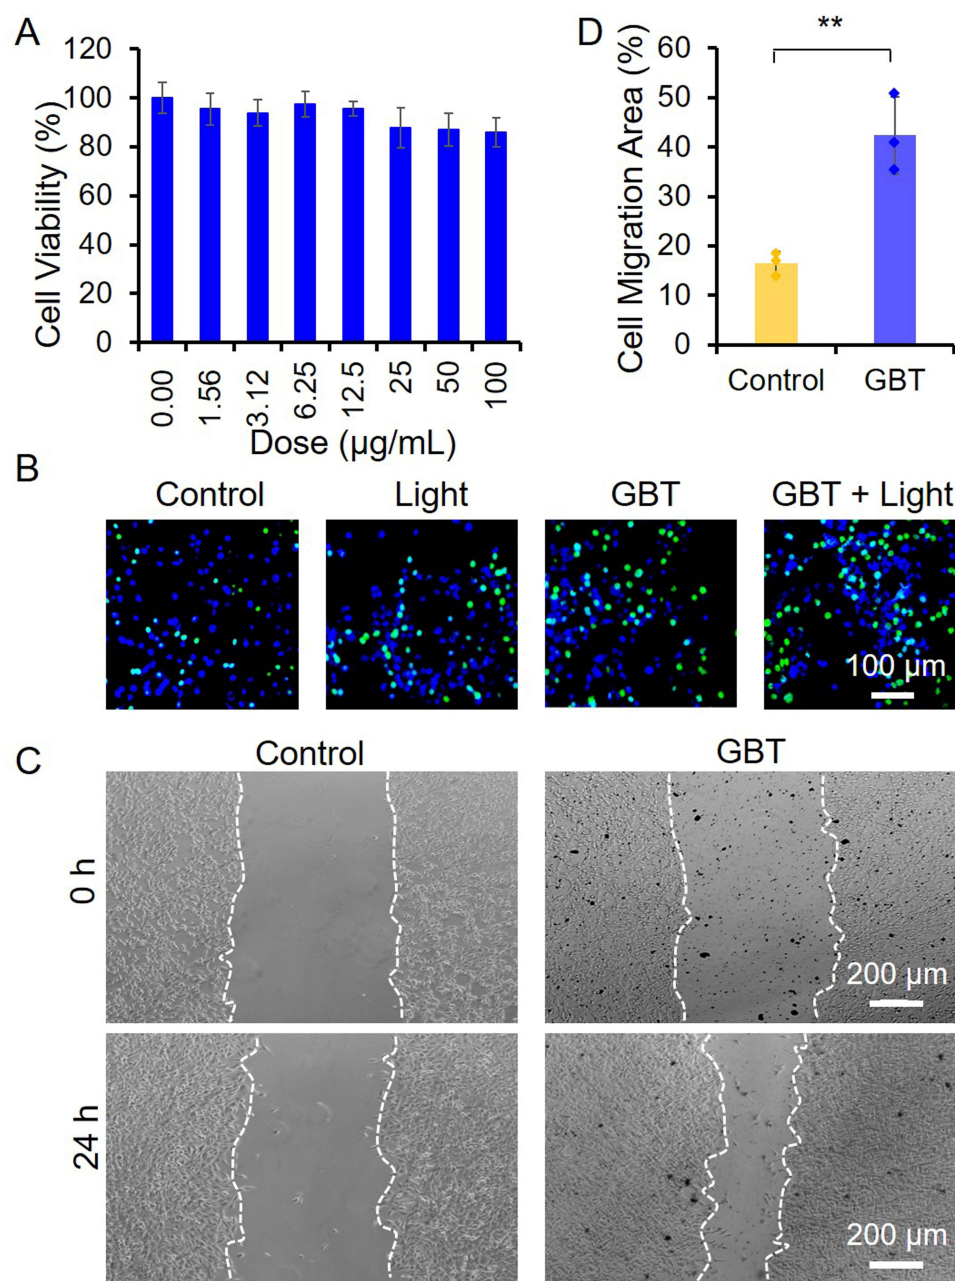 A
120
100
80
60
40
20
0
Cell Viability (%)
0.00
1.56
3.12
6.25
12.5
25
50
100
Dose (µg/mL)
D
**
60
50
40
30
20
10
0
Cell Migration Area (%)
Control
GBT
B
Control
Light
GBT
GBT + Light
100 µm
C
Control
GBT
0 h
200 µm
24 h
200 µm